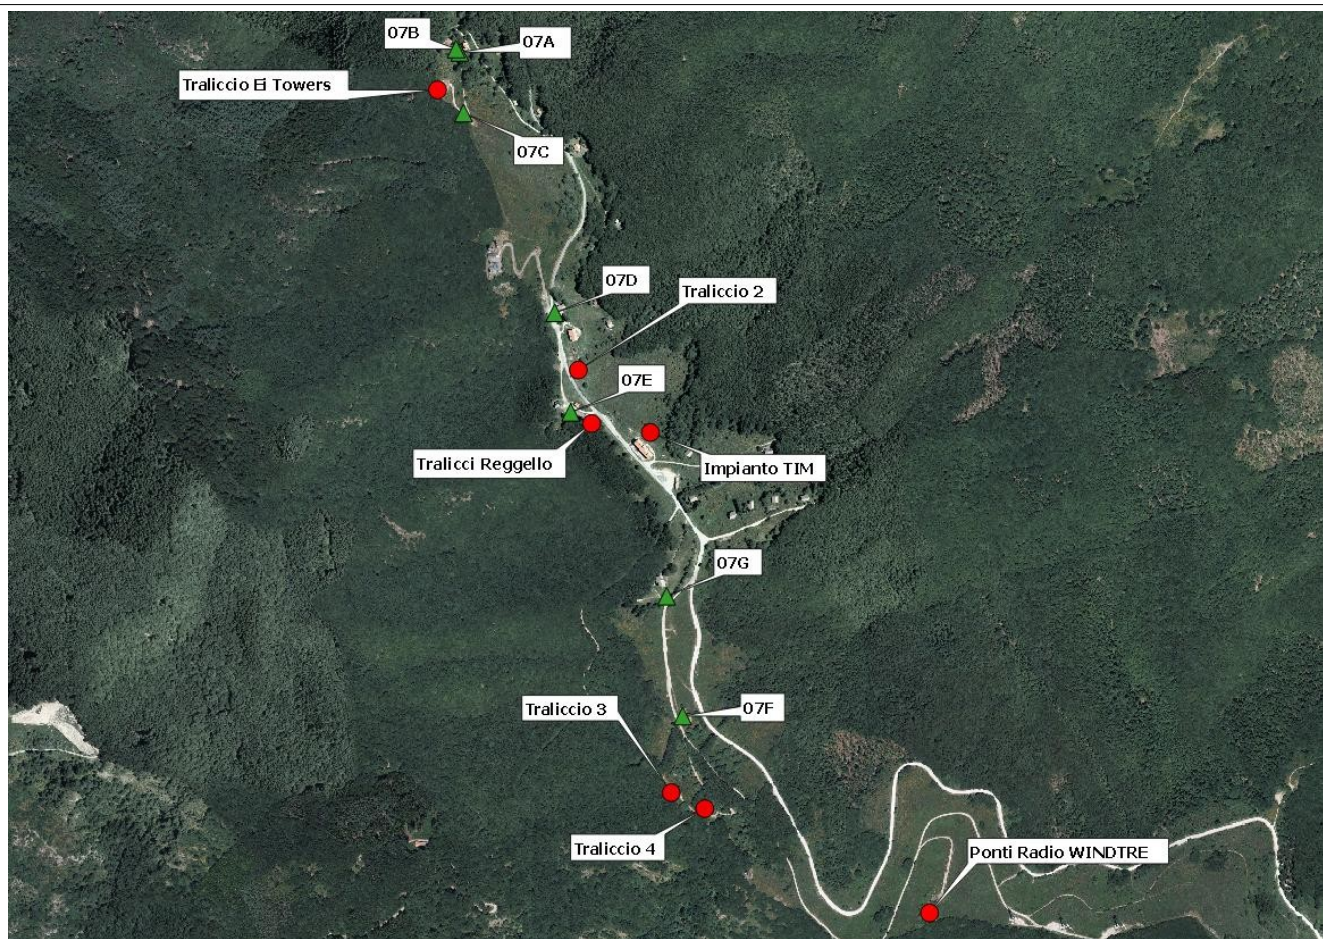 07B
07A
Traliccio Ei Towers
07C
07D
Traliccio 2
07E
Tralicci Reggello
Impianto TIM
07G
Traliccio 3
07F
Traliccio 4
Ponti Radio WINDTRE